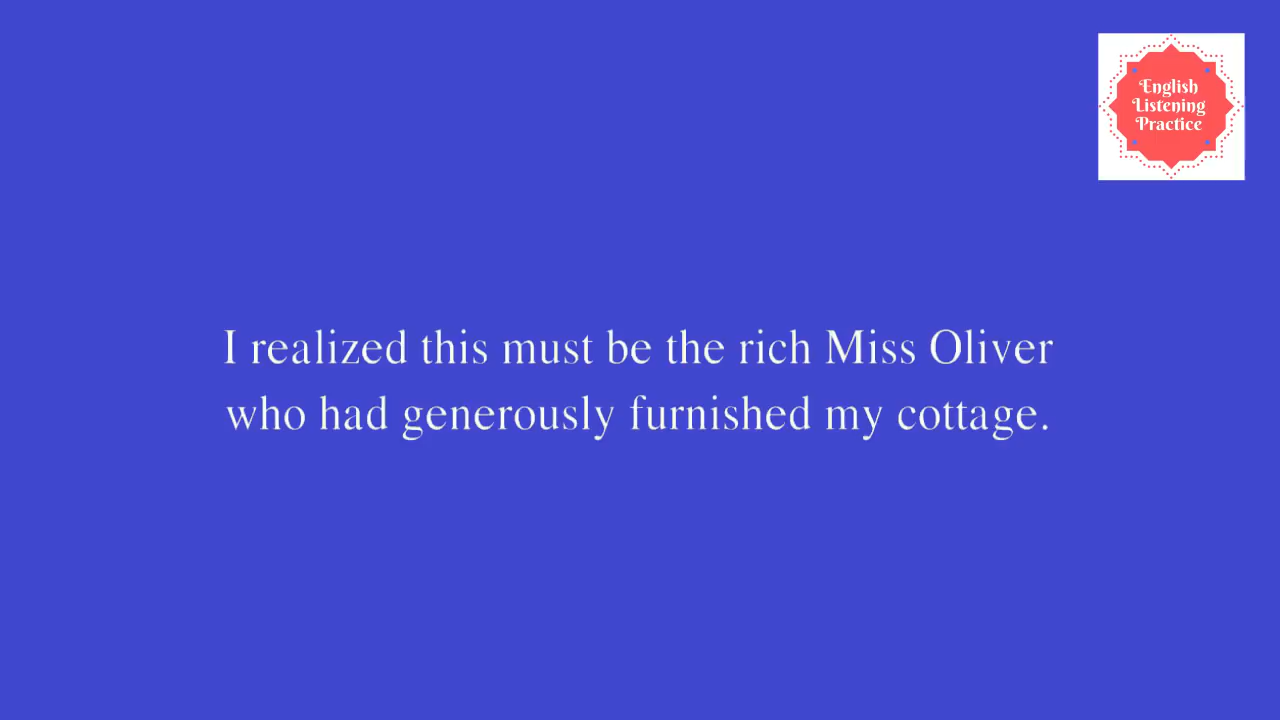 English
Listening
Practice
I realized this must be the rich Miss Oliver
who had generously furnished my cottage.